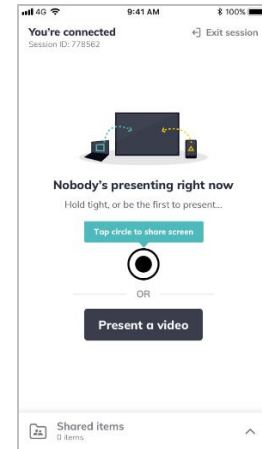 4G 9:41 AM 100%
You're connected
Exit session
Session ID: 778562
Nobody's presenting right now
Hold tight, or be the first to present...
Tap circle to share screen
OR
Present a video
Shared items
0 items